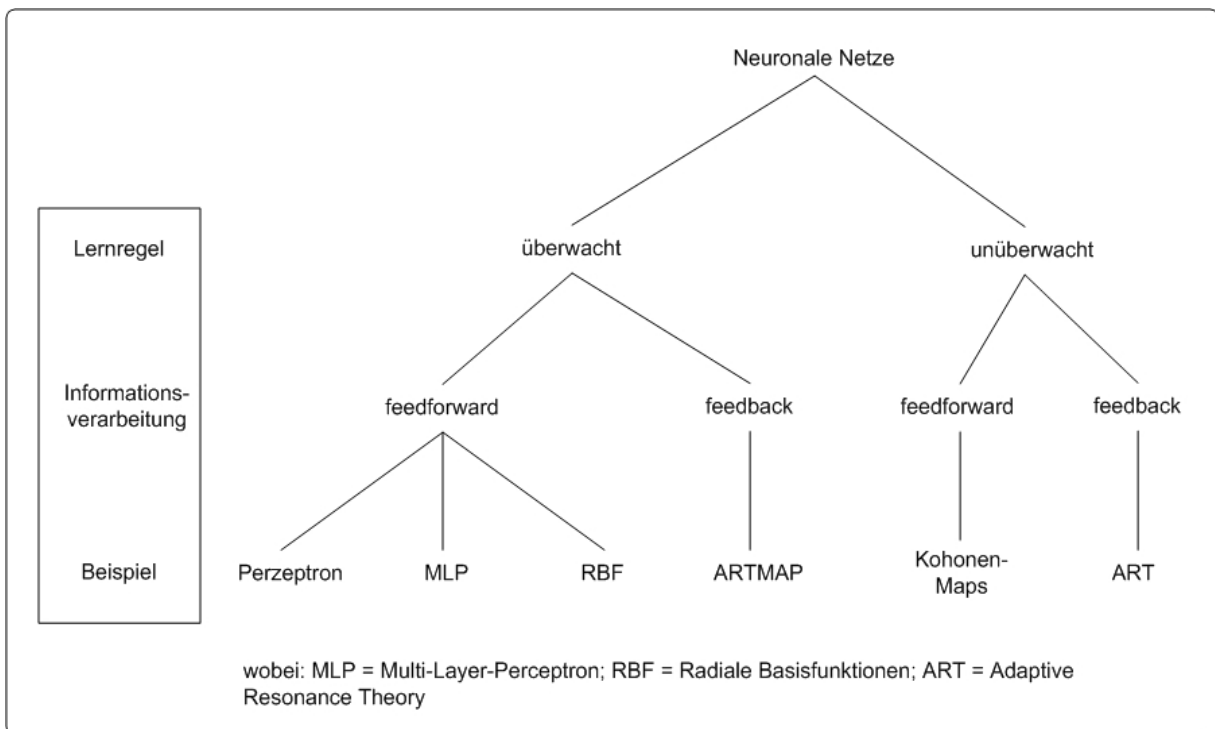 Neuronale Netze
Lernregel
überwacht
unüberwacht
Informations-
verarbeitung
feedforward
feedback
feedforward
feedback
Beispiel
Perzeptron
MLP
RBF
ARTMAP
Kohonen-
Maps
ART
wobei: MLP = Multi-Layer-Perceptron; RBF = Radiale Basisfunktionen; ART = Adaptive
Resonance Theory